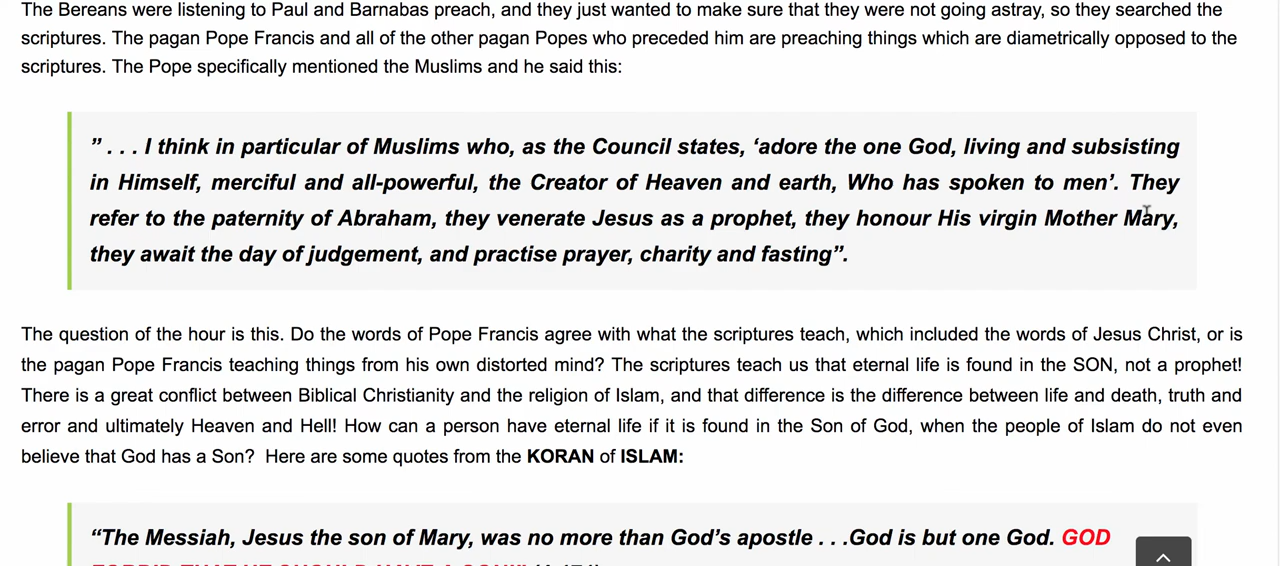 The Bereans were listening to Paul and Barnabas preach, and they just wanted to make sure that they were not going astray, so they searched the
scriptures. The pagan Pope Francis and all of the other pagan Popes who preceded him are preaching things which are diametrically opposed to the
scriptures. The Pope specifically mentioned the Muslims and he said this:
” . . . I think in particular of Muslims who, as the Council states, ‘adore the one God, living and subsisting
in Himself, merciful and all-powerful, the Creator of Heaven and earth, Who has spoken to men’. They
refer to the paternity of Abraham, they venerate Jesus as a prophet, they honour His virgin Mother Mary,
they await the day of judgement, and practise prayer, charity and fasting”.
The question of the hour is this. Do the words of Pope Francis agree with what the scriptures teach, which included the words of Jesus Christ, or is
the pagan Pope Francis teaching things from his own distorted mind? The scriptures teach us that eternal life is found in the SON, not a prophet!
There is a great conflict between Biblical Christianity and the religion of Islam, and that difference is the difference between life and death, truth and
error and ultimately Heaven and Hell! How can a person have eternal life if it is found in the Son of God, when the people of Islam do not even
believe that God has a Son?  Here are some quotes from the KORAN of ISLAM:
“The Messiah, Jesus the son of Mary, was no more than God’s apostle . . .God is but one God. GOD
FORBID THAT HE SHOULD HAVE A SON!”